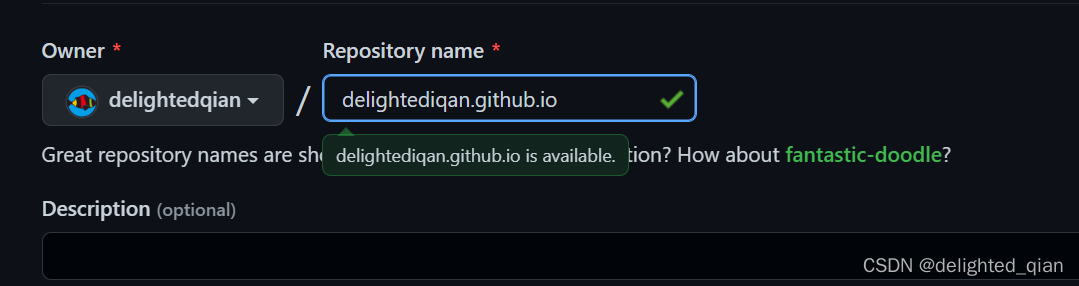 Owner *
Repository name *
delightedqian
/
delightediqan.github.io
Great repository names are sh
delightediqan.github.io is available.
tion? How about fantastic-doodle?
Description (optional)
CSDN @delighted_qian